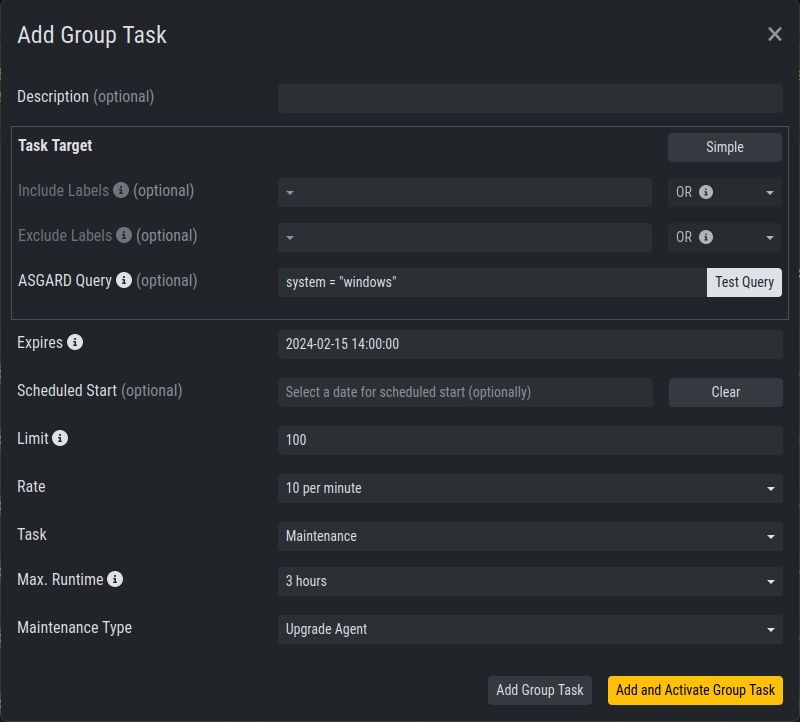 Add Group Task
Description (optional)
Task Target
Simple
Include Labels (optional)
OR
Exclude Labels (optional)
OR
ASGARD Query (optional)
system = "windows"
Test Query
Expires
2024-02-15 14:00:00
Scheduled Start (optional)
Select a date for scheduled start (optionally)
Clear
Limit
100
Rate
10 per minute
Task
Maintenance
Max. Runtime
3 hours
Maintenance Type
Upgrade Agent
Add Group Task
Add and Activate Group Task